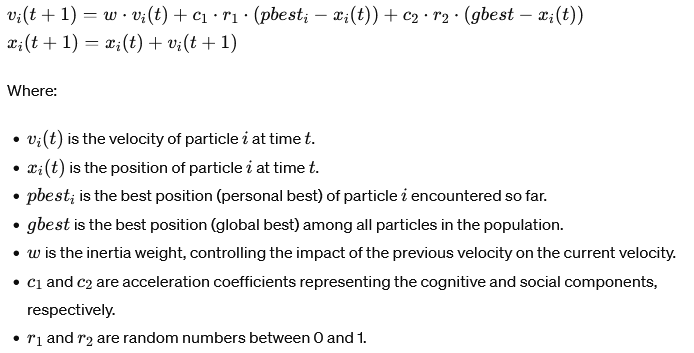 v_i(t + 1) = w · v_i(t) + c_1 · r_1 · (pbest_i − x_i(t)) + c_2 · r_2 · (gbest − x_i(t))
x_i(t + 1) = x_i(t) + v_i(t + 1)
Where:
• v_i(t) is the velocity of particle i at time t.
• x_i(t) is the position of particle i at time t.
• pbest_i is the best position (personal best) of particle i encountered so far.
• gbest is the best position (global best) among all particles in the population.
• w is the inertia weight, controlling the impact of the previous velocity on the current velocity.
• c_1 and c_2 are acceleration coefficients representing the cognitive and social components,
respectively.
• r_1 and r_2 are random numbers between 0 and 1.